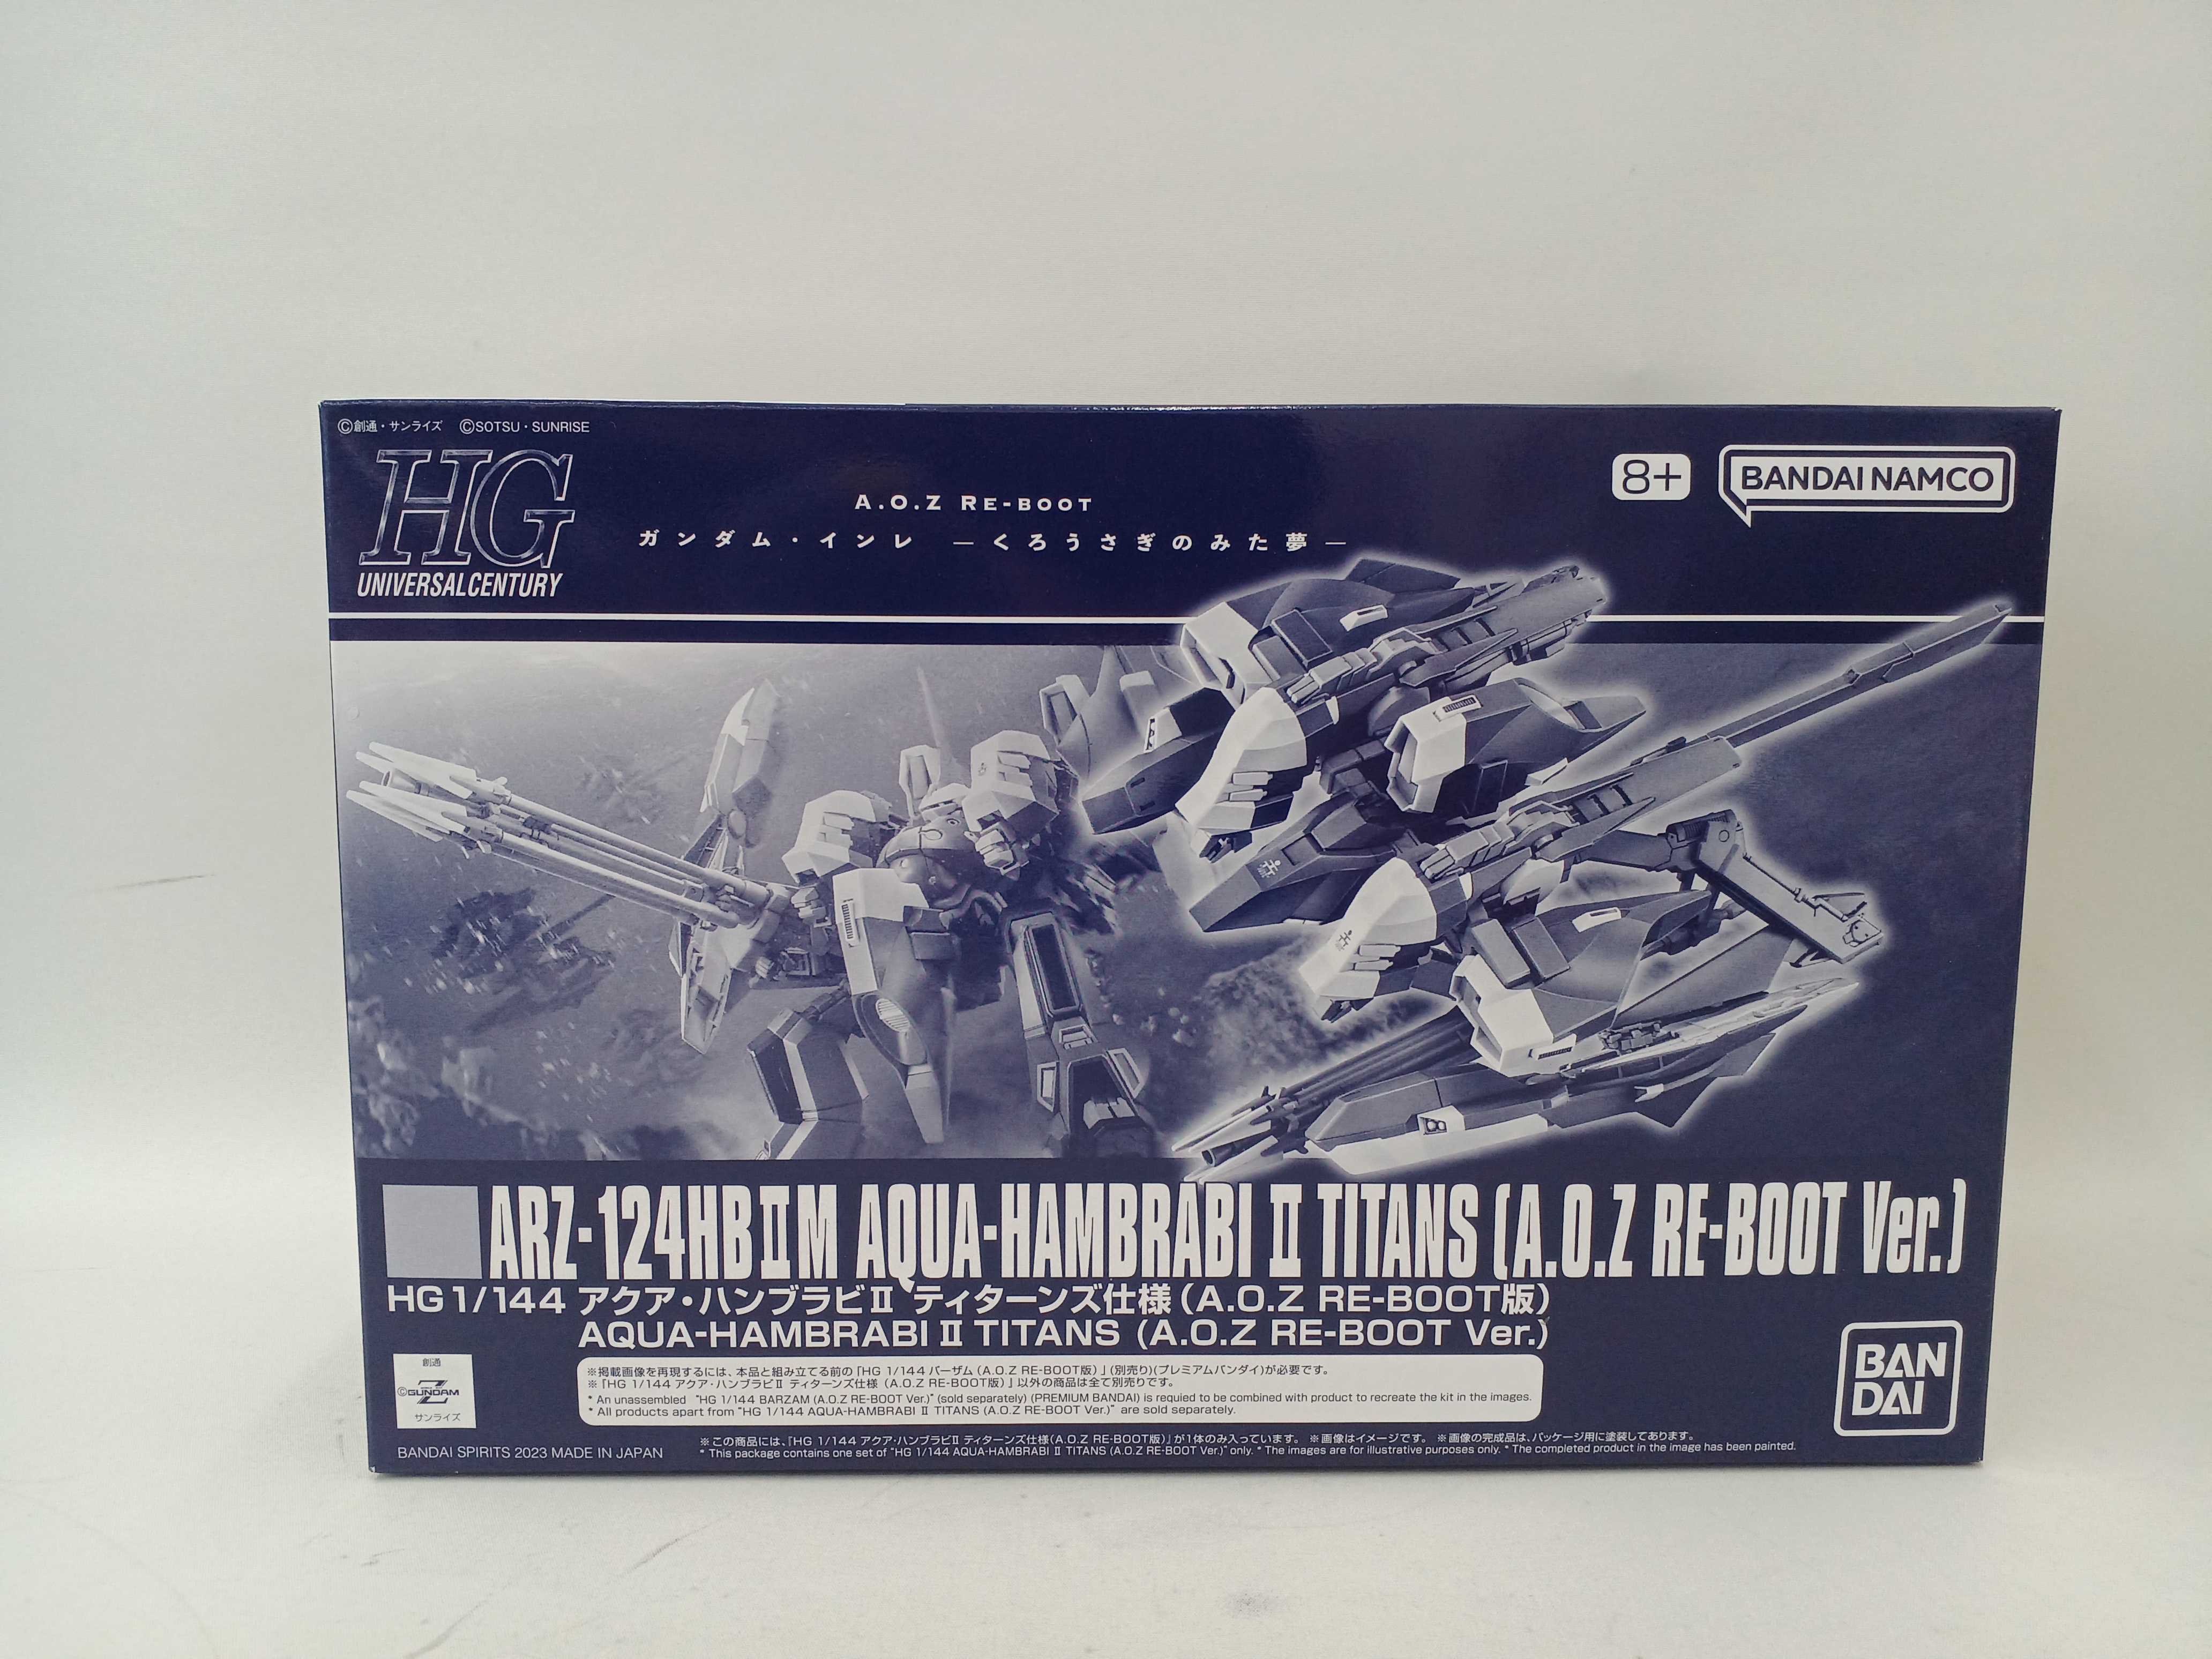 ©創通・サンライズ ©SOTSU・SUNRISE
HG
UNIVERSAL CENTURY
A.O.Z RE-BOOT
ガンダム・インレ ―くろうさぎのみた夢―
8+
BANDAI NAMCO
ARZ-124HBⅡM AQUA-HAMBRABI Ⅱ TITANS (A.O.Z RE-BOOT Ver.)
HG 1/144 アクア・ハンブラビⅡ ティターンズ仕様(A.O.Z RE-BOOT版)
AQUA-HAMBRABI Ⅱ TITANS (A.O.Z RE-BOOT Ver.)
創通
©GUNDAM Z
サンライズ
※掲載画像を再現するには、本品と組み立てる前の「HG 1/144 バーザム(A.O.Z RE-BOOT版)」(別売り)(プレミアムバンダイ)が必要です。
※「HG 1/144 アクア・ハンブラビⅡ ティターンズ仕様(A.O.Z RE-BOOT版)」以外の商品は全て別売りです。
* An unassembled "HG 1/144 BARZAM (A.O.Z RE-BOOT Ver.)" (sold separately) (PREMIUM BANDAI) is requied to be combined with product to recreate the kit in the images.
* All products apart from "HG 1/144 AQUA-HAMBRABI Ⅱ TITANS (A.O.Z RE-BOOT Ver.)" are sold separately.
BAN
DAI
BANDAI SPIRITS 2023 MADE IN JAPAN
※この商品には、「HG 1/144 アクア・ハンブラビⅡ ティターンズ仕様(A.O.Z RE-BOOT版)」が1体のみ入っています。 ※画像はイメージです。 ※画像の完成品は、パッケージ用に塗装してあります。
* This package contains one set of "HG 1/144 AQUA-HAMBRABI Ⅱ TITANS (A.O.Z RE-BOOT Ver.)" only. * The images are for illustrative purposes only. * The completed product in the image has been painted.